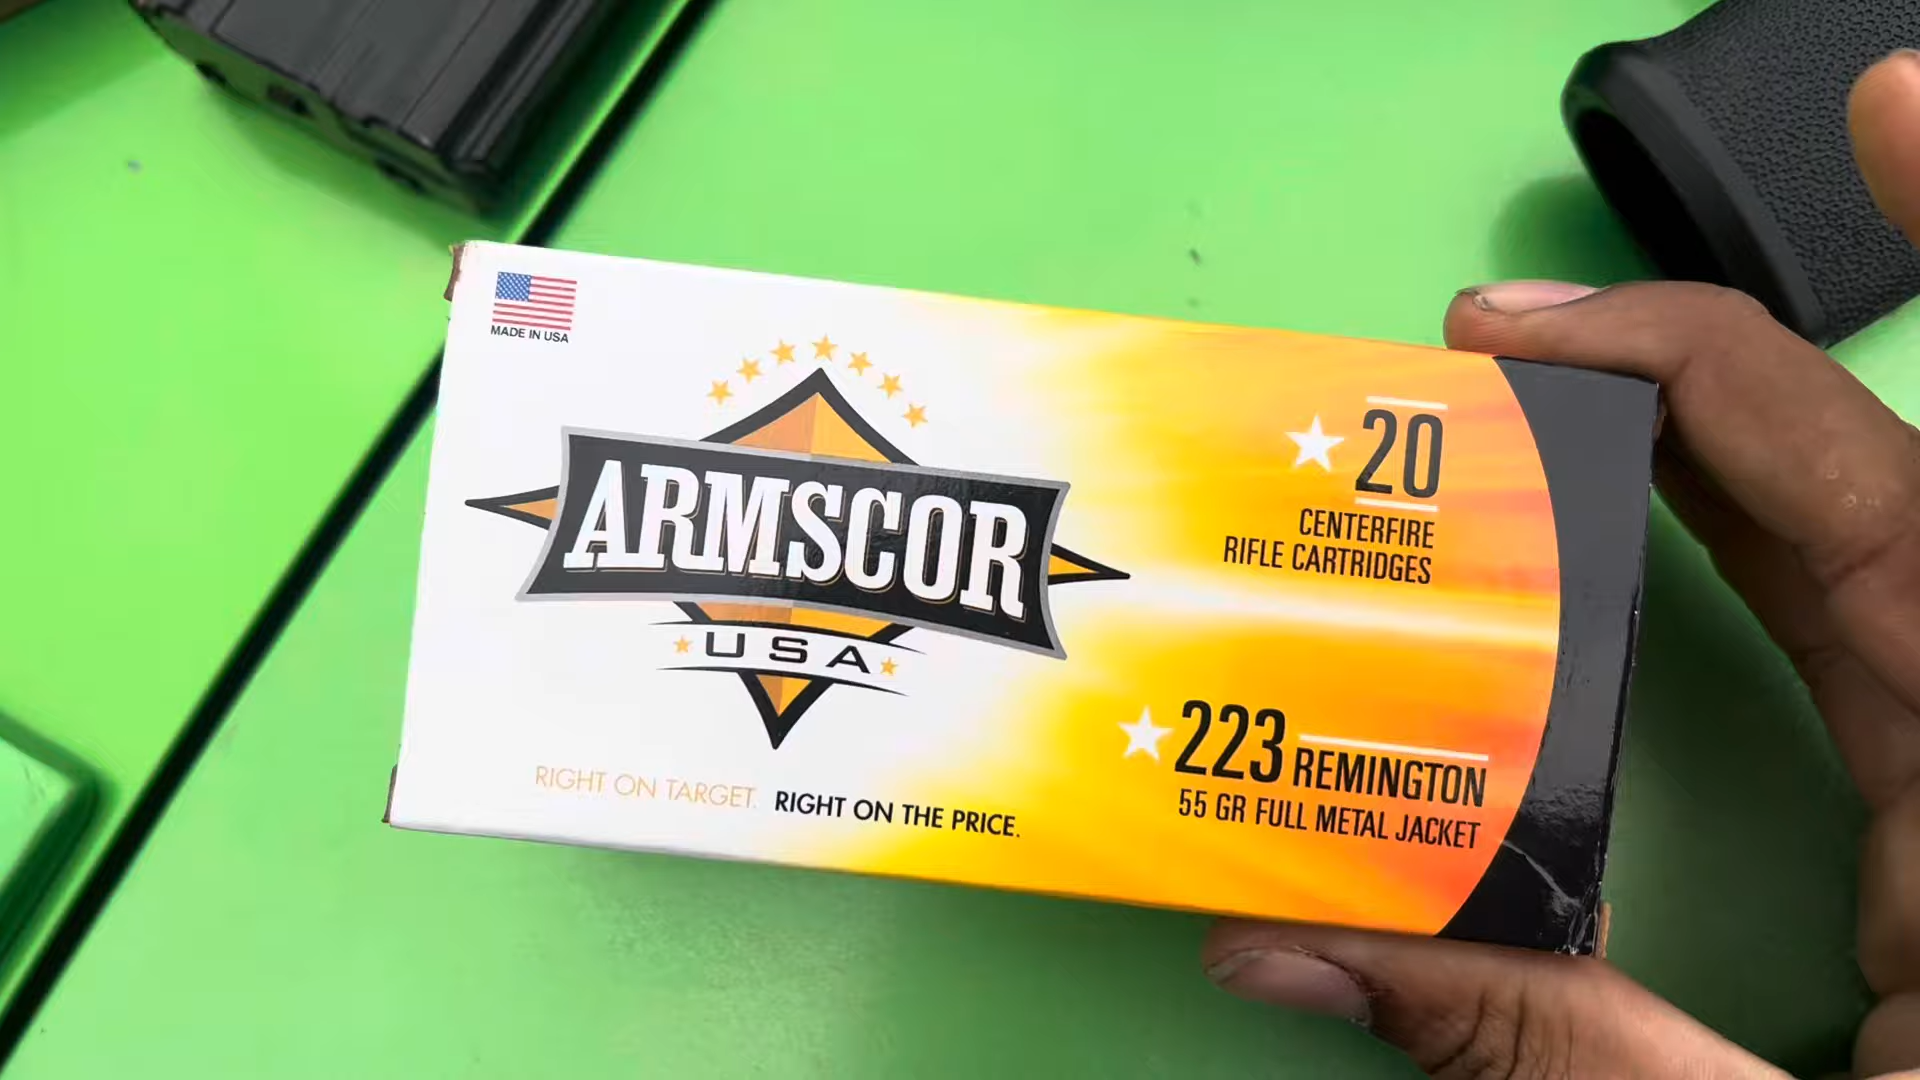 MADE IN USA
ARMSCOR
USA
RIGHT ON TARGET. RIGHT ON THE PRICE.
20
CENTERFIRE
RIFLE CARTRIDGES
223 REMINGTON
55 GR FULL METAL JACKET